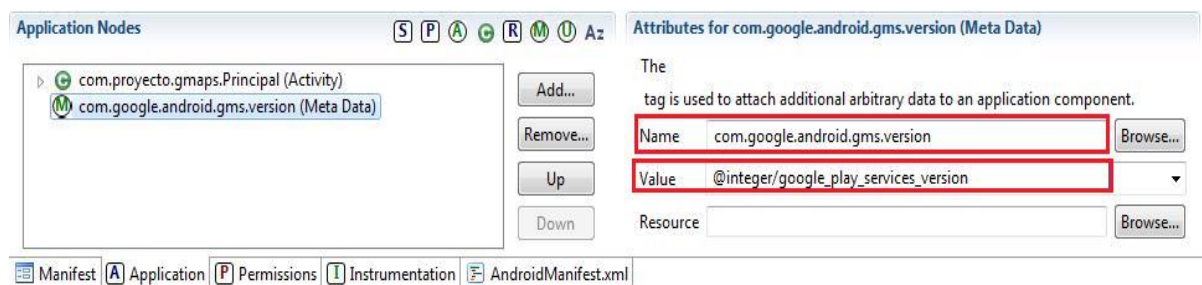 Application Nodes
S P A C R M U Az
C com.proyecto.gmaps.Principal (Activity)
M com.google.android.gms.version (Meta Data)
Add...
Remove...
Up
Down
Attributes for com.google.android.gms.version (Meta Data)
The
tag is used to attach additional arbitrary data to an application component.
Name com.google.android.gms.version Browse...
Value @integer/google_play_services_version
Resource Browse...
Manifest A Application P Permissions I Instrumentation F AndroidManifest.xml